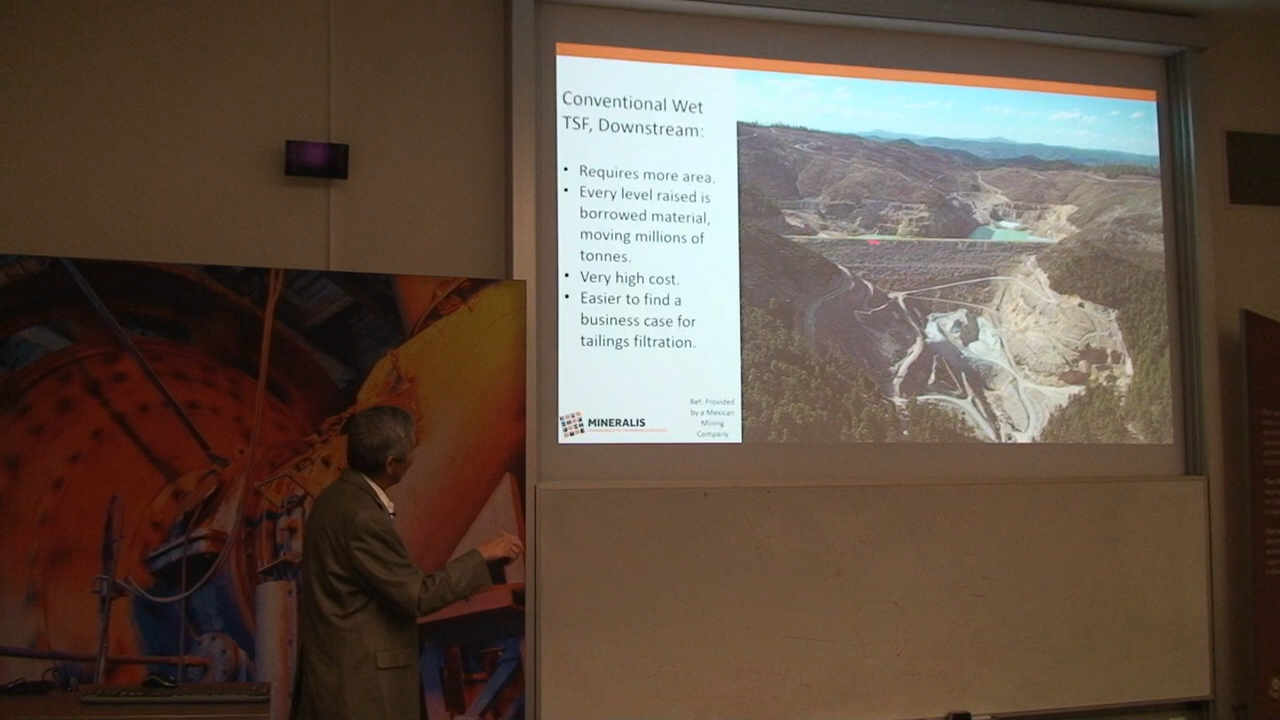 Conventional Wet
TSF, Downstream:
• Requires more area.
• Every level raised is
borrowed material,
moving millions of
tonnes.
• Very high cost.
• Easier to find a
business case for
tailings filtration.
Ref: Provided
by a Mexican
Mining
Company
MINERALIS